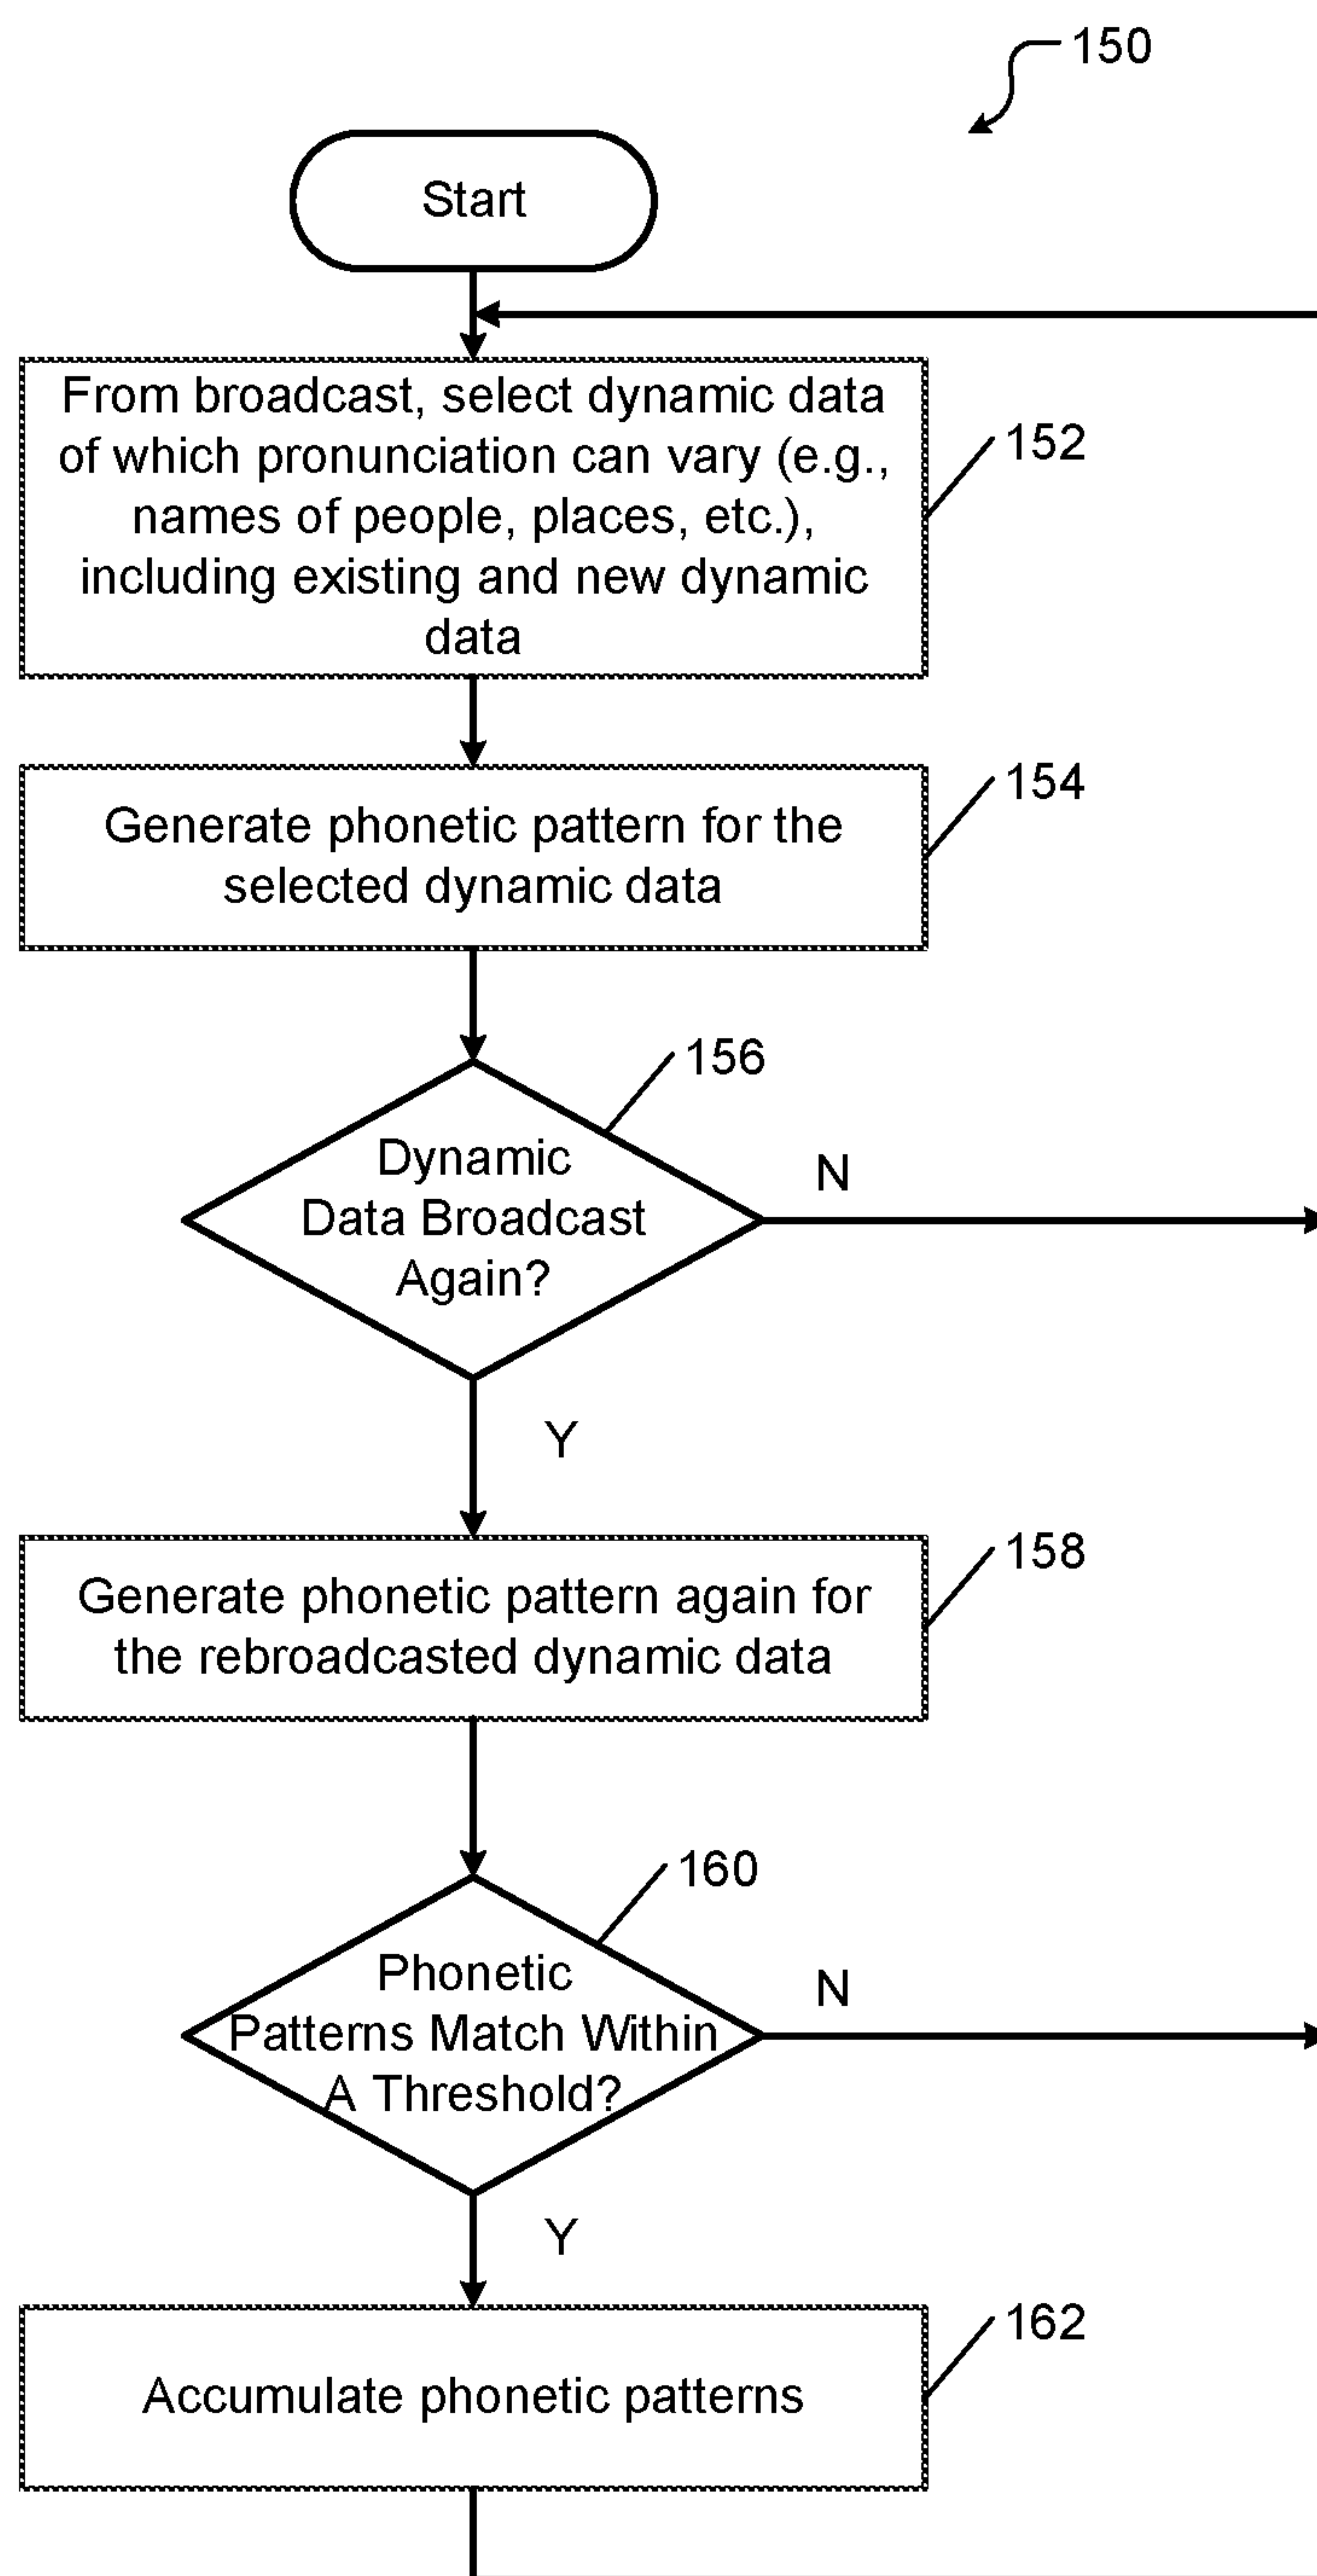 150
Start
From broadcast, select dynamic data
of which pronunciation can vary (e.g.,
names of people, places, etc.),
including existing and new dynamic
data
152
Generate phonetic pattern for the
selected dynamic data
154
156
Dynamic
Data Broadcast
Again?
N
Y
Generate phonetic pattern again for
the rebroadcasted dynamic data
158
160
Phonetic
Patterns Match Within
A Threshold?
N
Y
Accumulate phonetic patterns
162